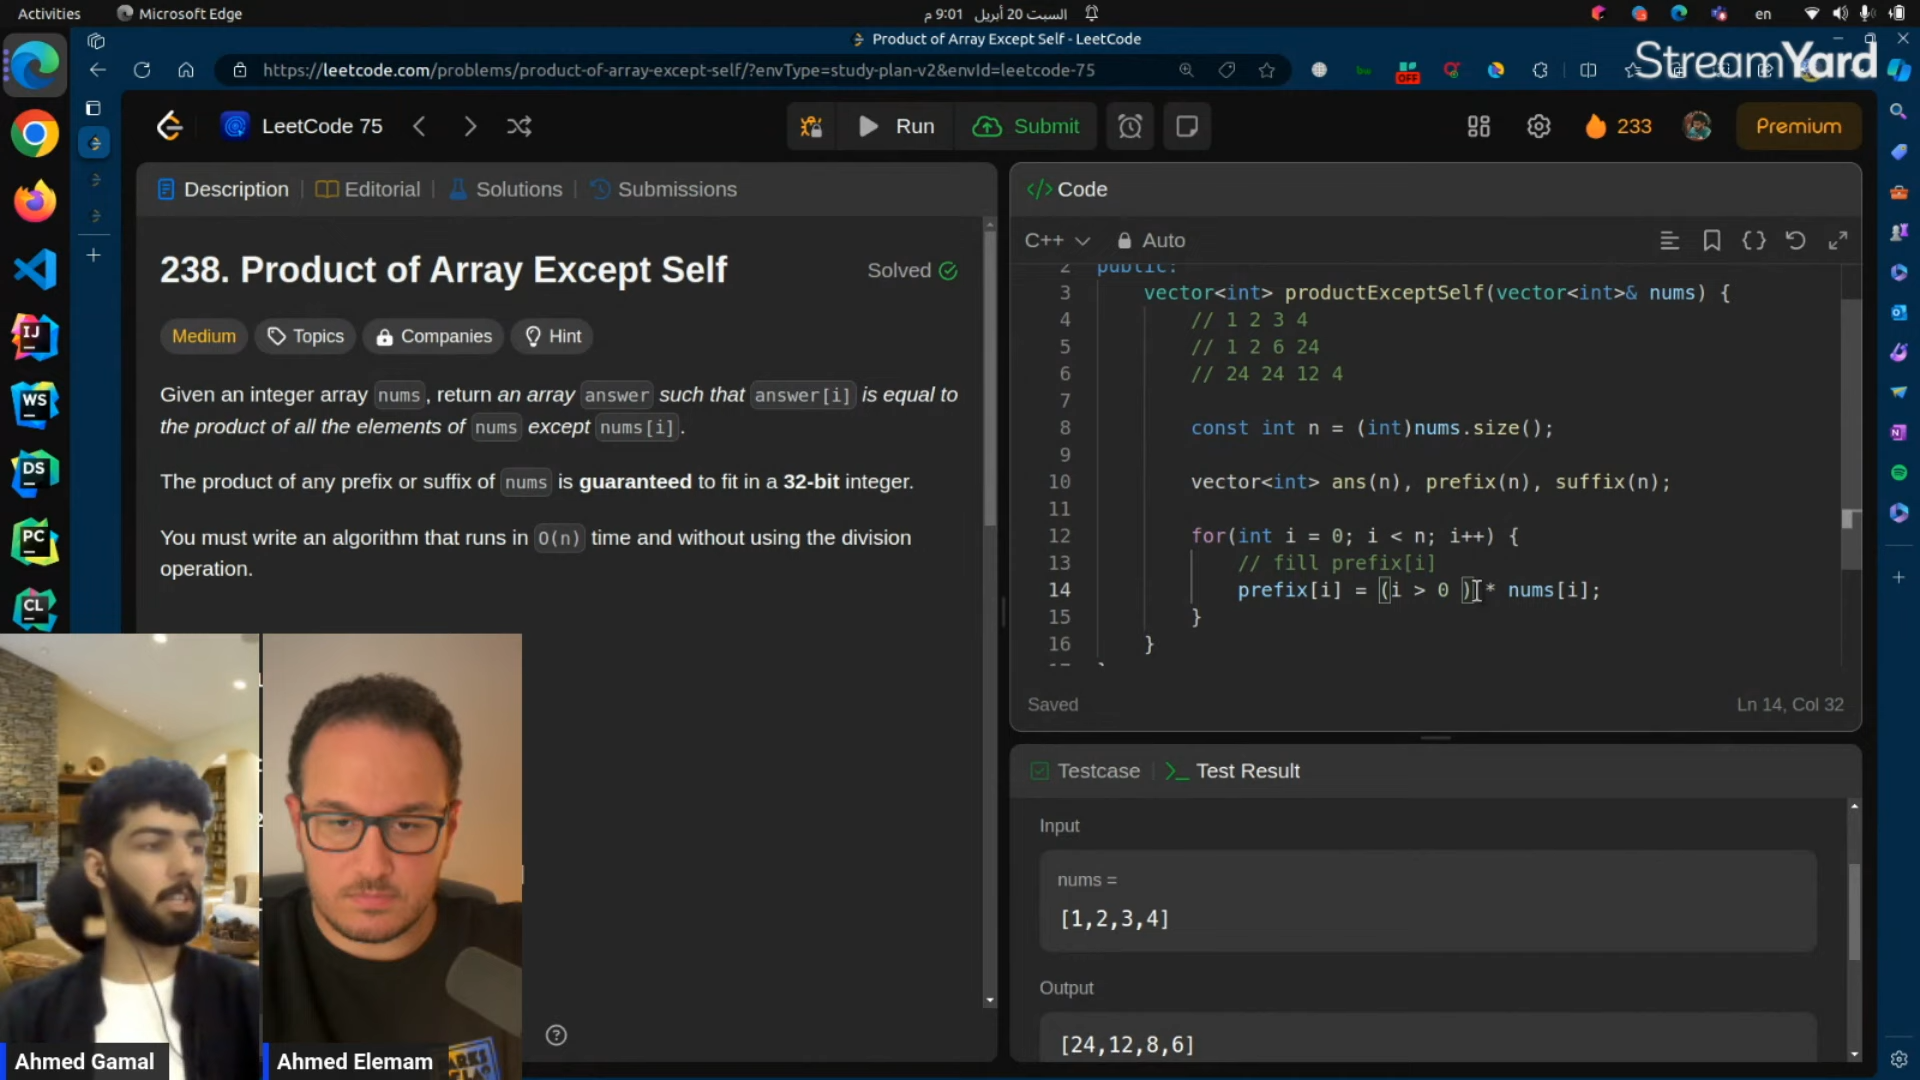 Activities
Microsoft Edge
السبت 20 أبريل 9:01 م
en
Product of Array Except Self - LeetCode
https://leetcode.com/problems/product-of-array-except-self/?envType=study-plan-v2&envId=leetcode-75
OFF
StreamYard
LeetCode 75
Run
Submit
233
Premium
Description
Editorial
Solutions
Submissions
238. Product of Array Except Self
Solved
Medium
Topics
Companies
Hint
Given an integer array nums, return an array answer such that answer[i] is equal to
the product of all the elements of nums except nums[i].
The product of any prefix or suffix of nums is guaranteed to fit in a 32-bit integer.
You must write an algorithm that runs in O(n) time and without using the division
operation.
</> Code
C++
Auto
2 public:
3 vector<int> productExceptSelf(vector<int>& nums) {
4 // 1 2 3 4
5 // 1 2 6 24
6 // 24 24 12 4
7
8 const int n = (int)nums.size();
9
10 vector<int> ans(n), prefix(n), suffix(n);
11
12 for(int i = 0; i < n; i++) {
13 // fill prefix[i]
14 prefix[i] = (i > 0 ) * nums[i];
15 }
16 }
Saved
Ln 14, Col 32
Testcase
Test Result
Input
nums =
[1,2,3,4]
Output
[24,12,8,6]
IJ
WS
DS
PC
CL
Ahmed Gamal
Ahmed Elemam